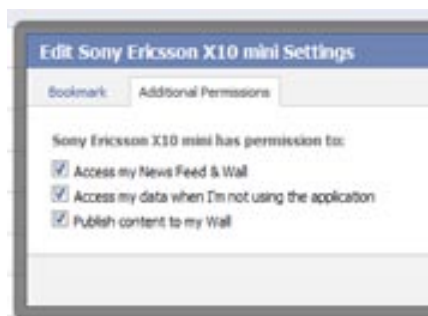 Edit Sony Ericsson X10 mini Settings
Bookmark Additional Permissions
Sony Ericsson X10 mini has permission to:
Access my News Feed & Wall
Access my data when I'm not using the application
Publish content to my Wall